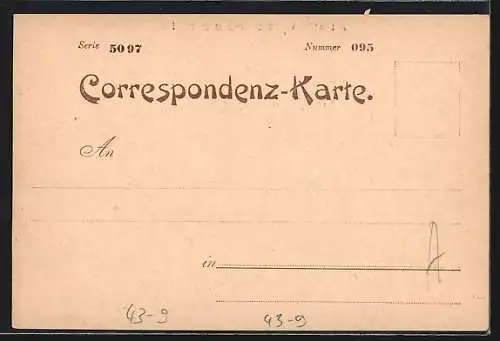 Serie 5097 Nummer 095
Correspondenz-Karte.
An
in
A
43-9 43-9